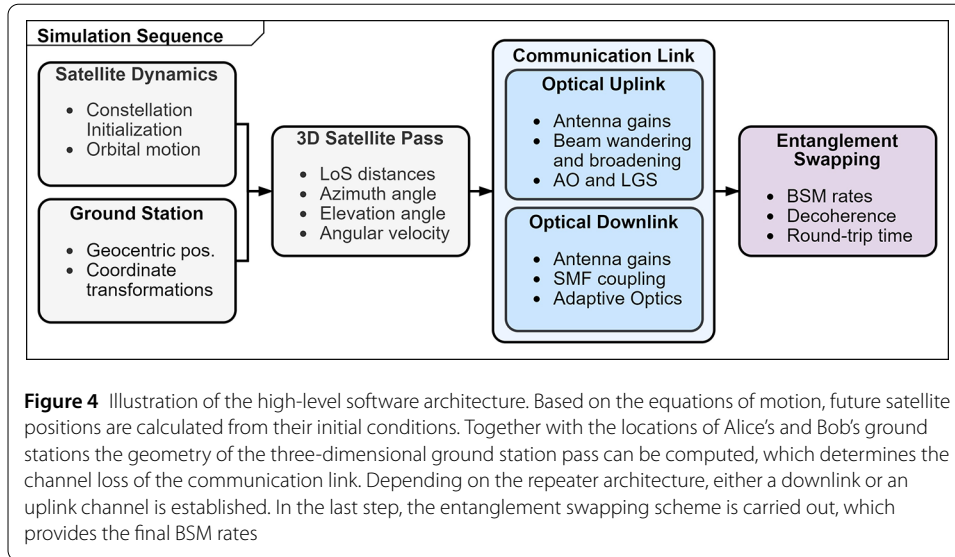 Simulation Sequence
Satellite Dynamics
• Constellation
Initialization
• Orbital motion
Ground Station
• Geocentric pos.
• Coordinate
transformations
3D Satellite Pass
• LoS distances
• Azimuth angle
• Elevation angle
• Angular velocity
Communication Link
Optical Uplink
• Antenna gains
• Beam wandering
and broadening
• AO and LGS
Optical Downlink
• Antenna gains
• SMF coupling
• Adaptive Optics
Entanglement
Swapping
• BSM rates
• Decoherence
• Round-trip time
Figure 4 Illustration of the high-level software architecture. Based on the equations of motion, future satellite
positions are calculated from their initial conditions. Together with the locations of Alice's and Bob's ground
stations the geometry of the three-dimensional ground station pass can be computed, which determines the
channel loss of the communication link. Depending on the repeater architecture, either a downlink or an
uplink channel is established. In the last step, the entanglement swapping scheme is carried out, which
provides the final BSM rates